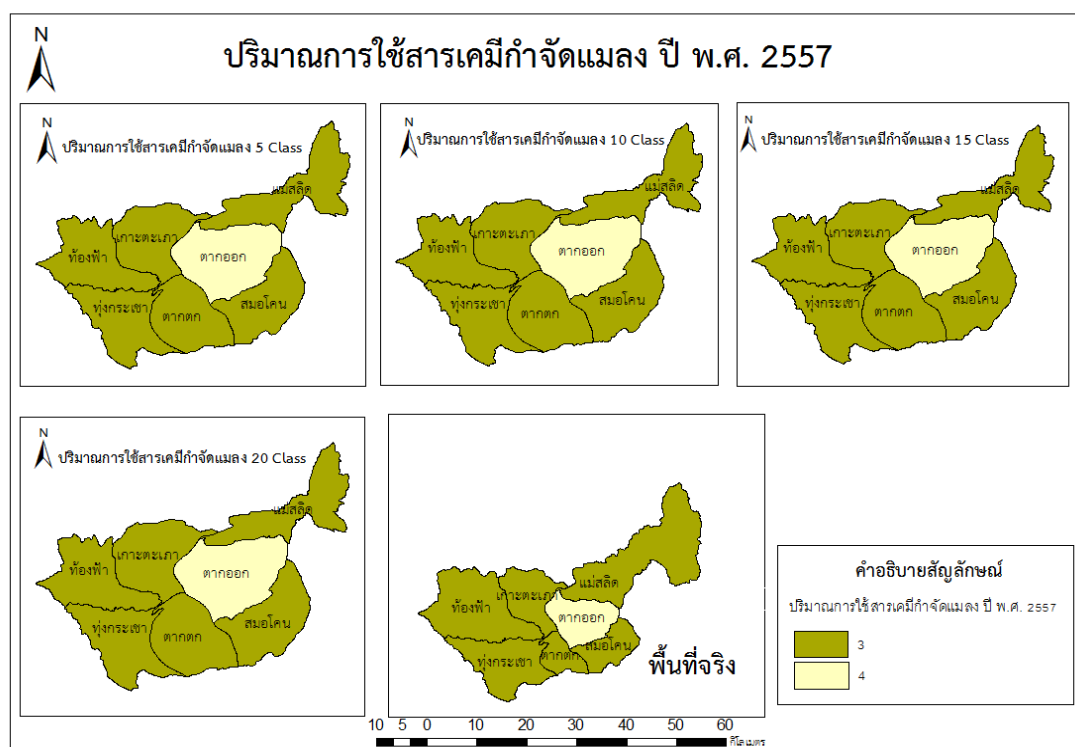 N
ปริมาณการใช้สารเคมีกำจัดแมลง ปี พ.ศ. 2557
N
ปริมาณการใช้สารเคมีกำจัดแมลง 5 Class
แม่สลิด
เกาะตะเภา
ท้องฟ้า
ตากออก
ทุ่งกระเชา
ตากตก
สมอโคน
N
ปริมาณการใช้สารเคมีกำจัดแมลง 10 Class
แม่สลิด
เกาะตะเภา
ท้องฟ้า
ตากออก
ทุ่งกระเชา
ตากตก
สมอโคน
N
ปริมาณการใช้สารเคมีกำจัดแมลง 15 Class
แม่สลิด
เกาะตะเภา
ท้องฟ้า
ตากออก
ทุ่งกระเชา
ตากตก
สมอโคน
N
ปริมาณการใช้สารเคมีกำจัดแมลง 20 Class
แม่สลิด
เกาะตะเภา
ท้องฟ้า
ตากออก
ทุ่งกระเชา
ตากตก
สมอโคน
แม่สลิด
เกาะตะเภา
ท้องฟ้า
ตากออก
ทุ่งกระเชา
ตากตก
สมอโคน
พื้นที่จริง
10 5 0 10 20 30 40 50 60
กิโลเมตร
คำอธิบายสัญลักษณ์
ปริมาณการใช้สารเคมีกำจัดแมลง ปี พ.ศ. 2557
3
4